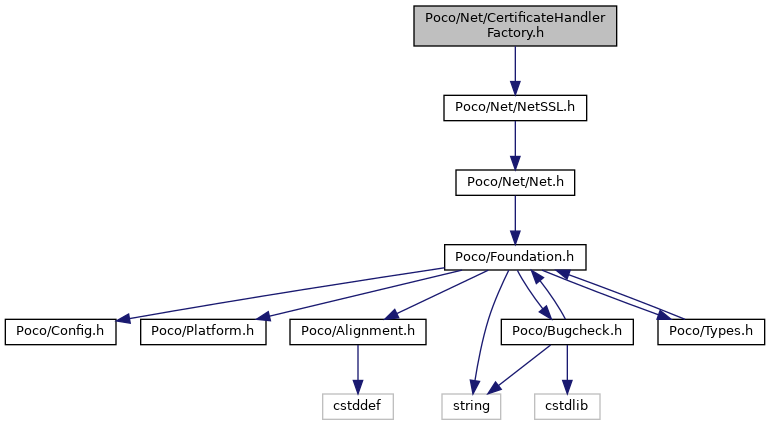 Poco/Net/CertificateHandler
Factory.h
Poco/Net/NetSSL.h
Poco/Net/Net.h
Poco/Foundation.h
Poco/Config.h
Poco/Platform.h
Poco/Alignment.h
Poco/Bugcheck.h
Poco/Types.h
cstddef
string
cstdlib